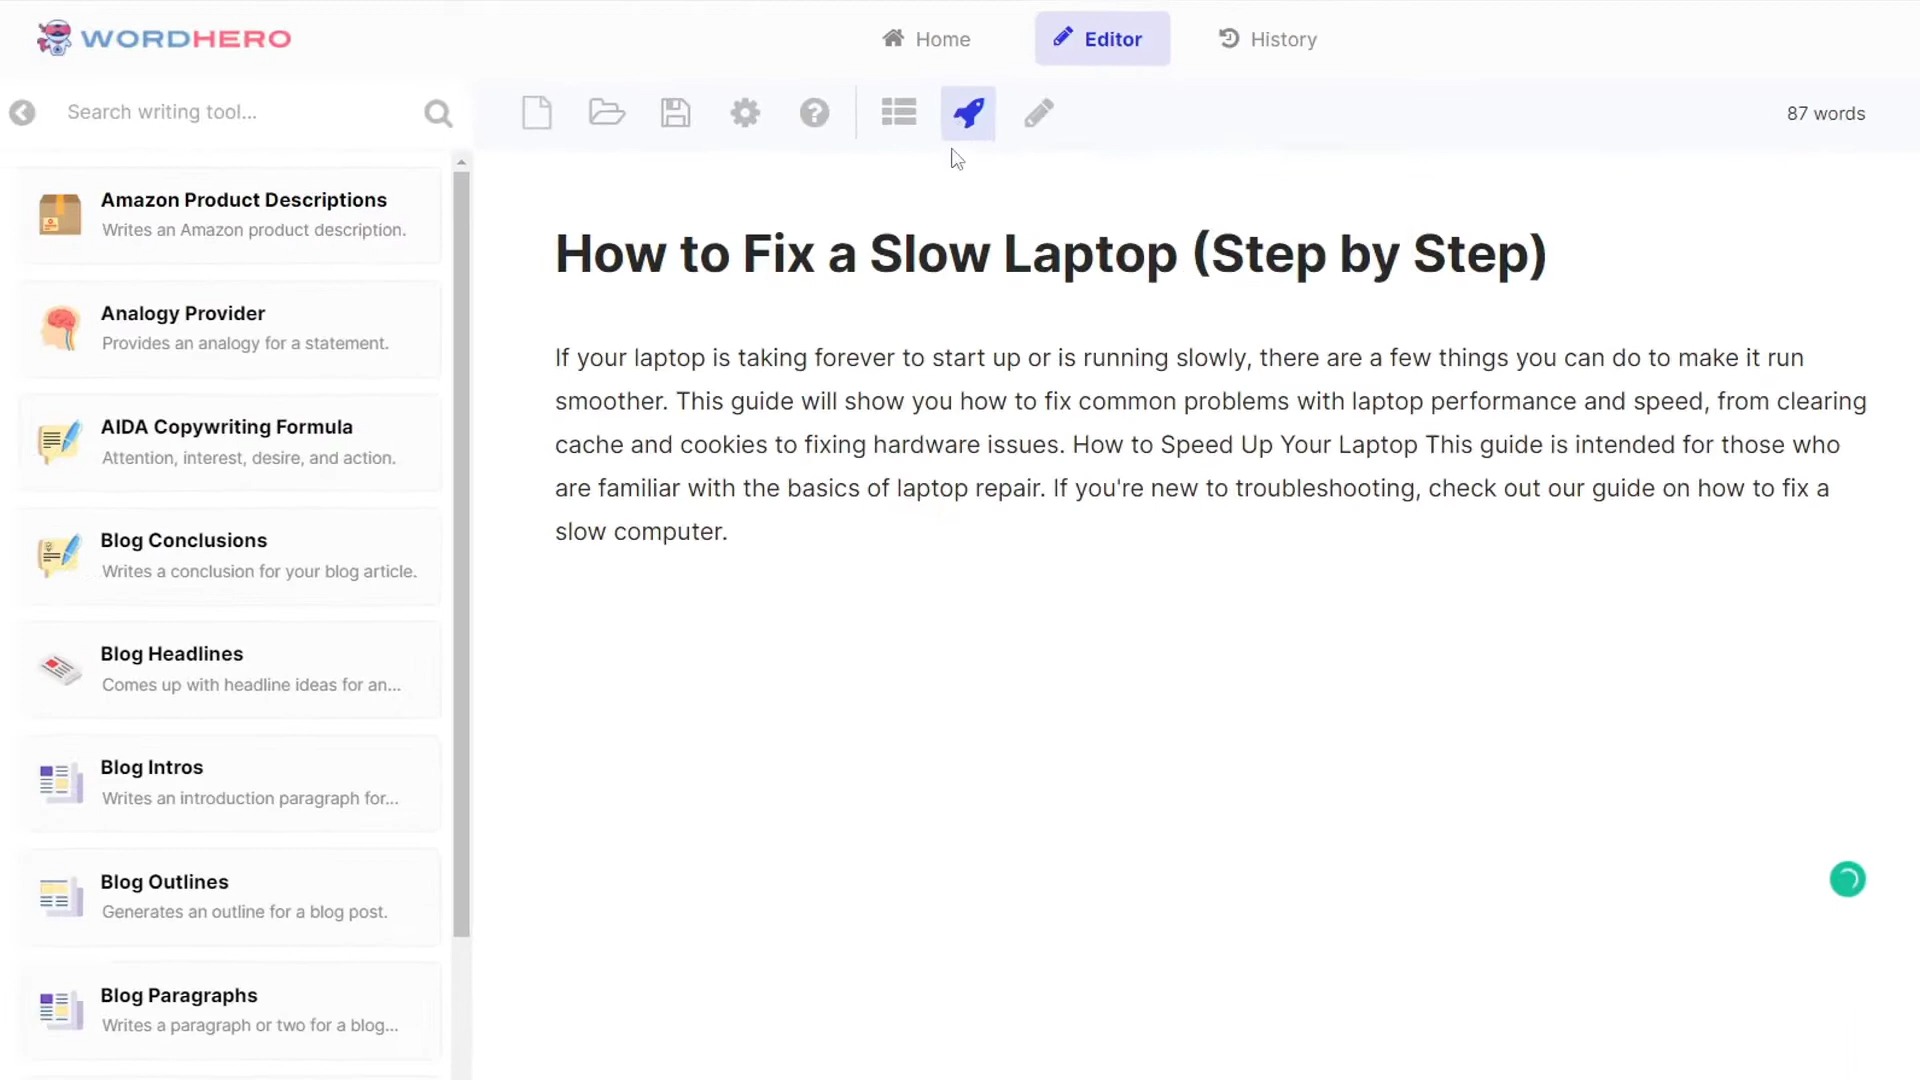 WORDHERO
Home
Editor
History
Search writing tool...
87 words
Amazon Product Descriptions
Writes an Amazon product description.
Analogy Provider
Provides an analogy for a statement.
AIDA Copywriting Formula
Attention, interest, desire, and action.
Blog Conclusions
Writes a conclusion for your blog article.
Blog Headlines
Comes up with headline ideas for an...
Blog Intros
Writes an introduction paragraph for...
Blog Outlines
Generates an outline for a blog post.
Blog Paragraphs
Writes a paragraph or two for a blog...
How to Fix a Slow Laptop (Step by Step)
If your laptop is taking forever to start up or is running slowly, there are a few things you can do to make it run
smoother. This guide will show you how to fix common problems with laptop performance and speed, from clearing
cache and cookies to fixing hardware issues. How to Speed Up Your Laptop This guide is intended for those who
are familiar with the basics of laptop repair. If you're new to troubleshooting, check out our guide on how to fix a
slow computer.